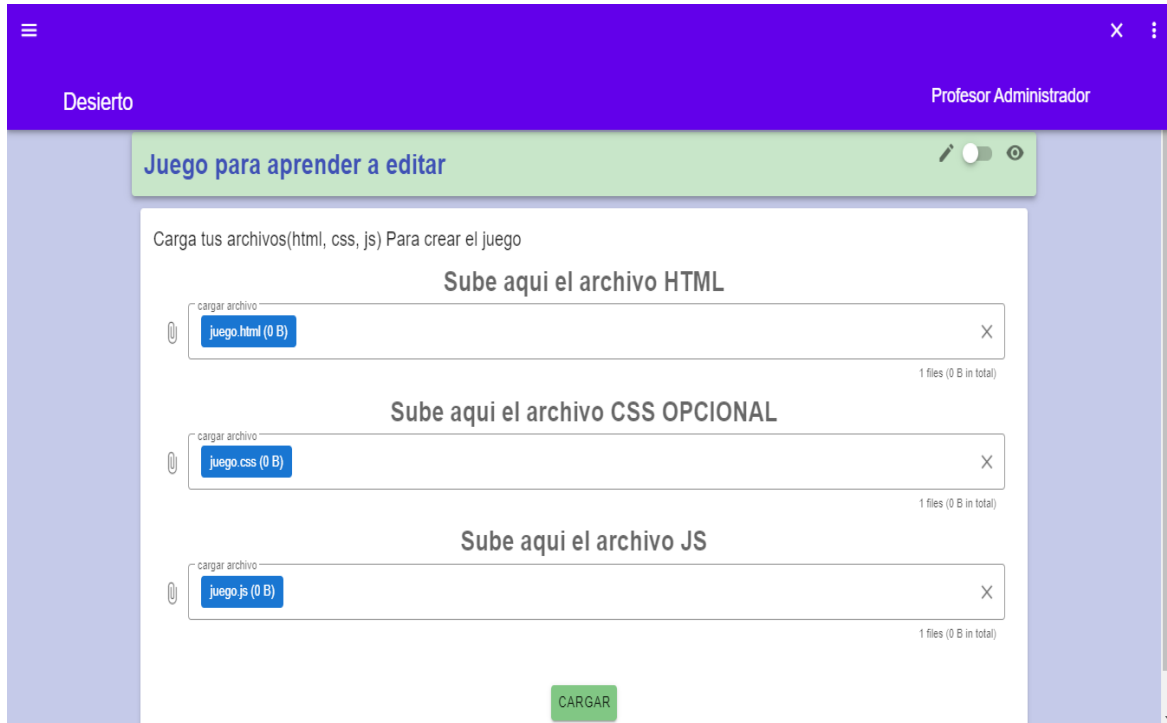 Desierto
Profesor Administrador
Juego para aprender a editar
Carga tus archivos(html, css, js) Para crear el juego
Sube aqui el archivo HTML
cargar archivo
juego.html (0 B)
1 files (0 B in total)
Sube aqui el archivo CSS OPCIONAL
cargar archivo
juego.css (0 B)
1 files (0 B in total)
Sube aqui el archivo JS
cargar archivo
juego.js (0 B)
1 files (0 B in total)
CARGAR